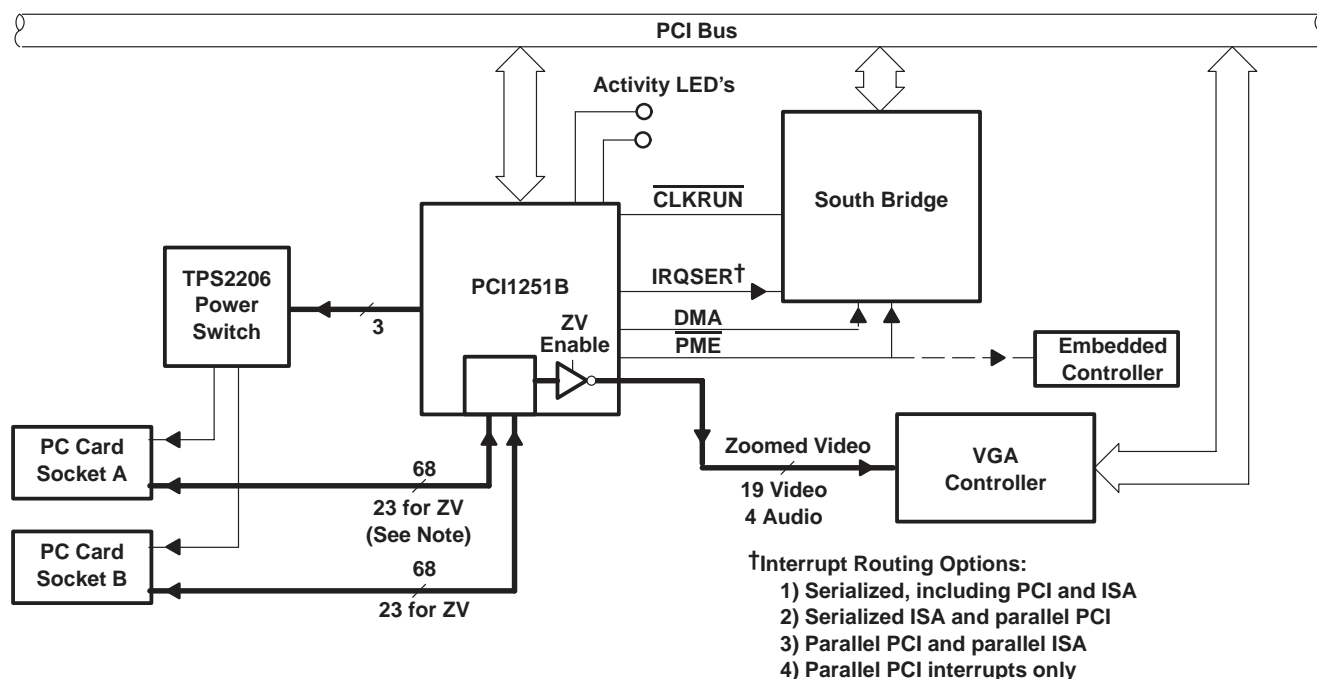 PCI Bus
Activity LED's
CLKRUN
South Bridge
TPS2206
Power
Switch
3
PCI1251B
IRQSER†
DMA
PME
ZV
Enable
Embedded
Controller
PC Card
Socket A
68
23 for ZV
(See Note)
Zoomed Video
19 Video
4 Audio
VGA
Controller
PC Card
Socket B
68
23 for ZV
†Interrupt Routing Options:
1) Serialized, including PCI and ISA
2) Serialized ISA and parallel PCI
3) Parallel PCI and parallel ISA
4) Parallel PCI interrupts only